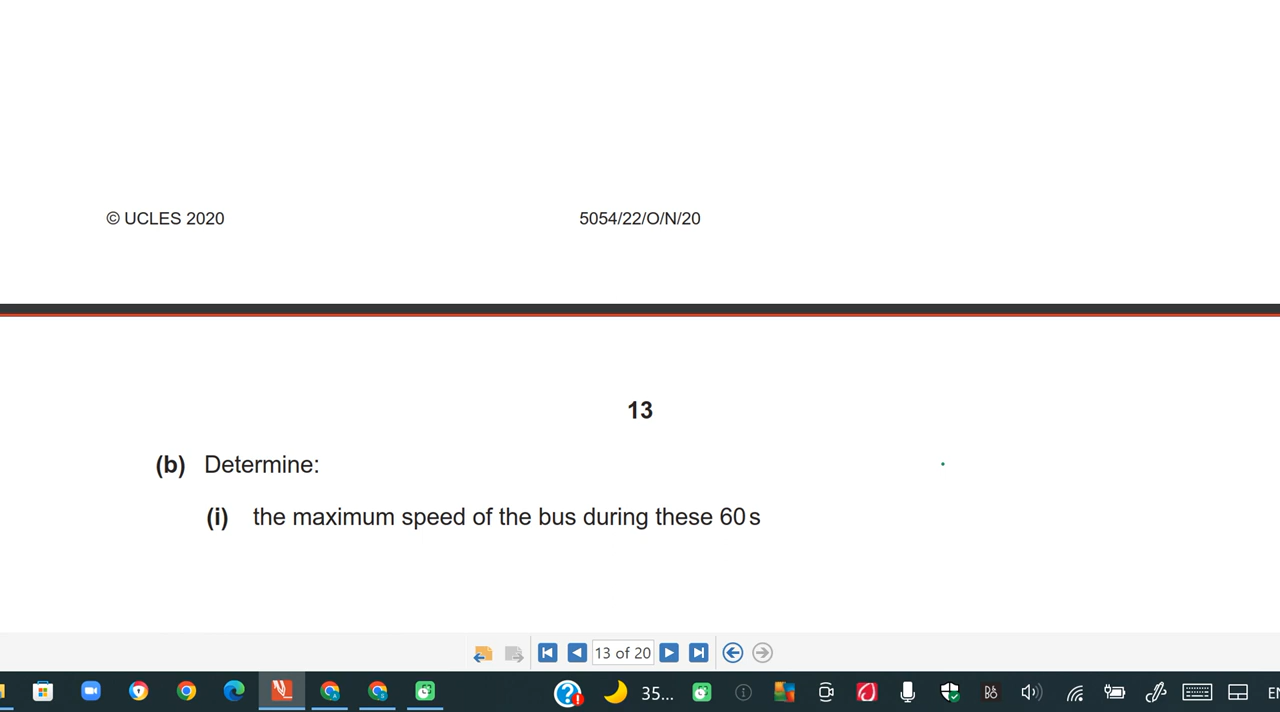 © UCLES 2020 5054/22/O/N/20
13
(b) Determine:
(i) the maximum speed of the bus during these 60 s
13 of 20
35...
EN